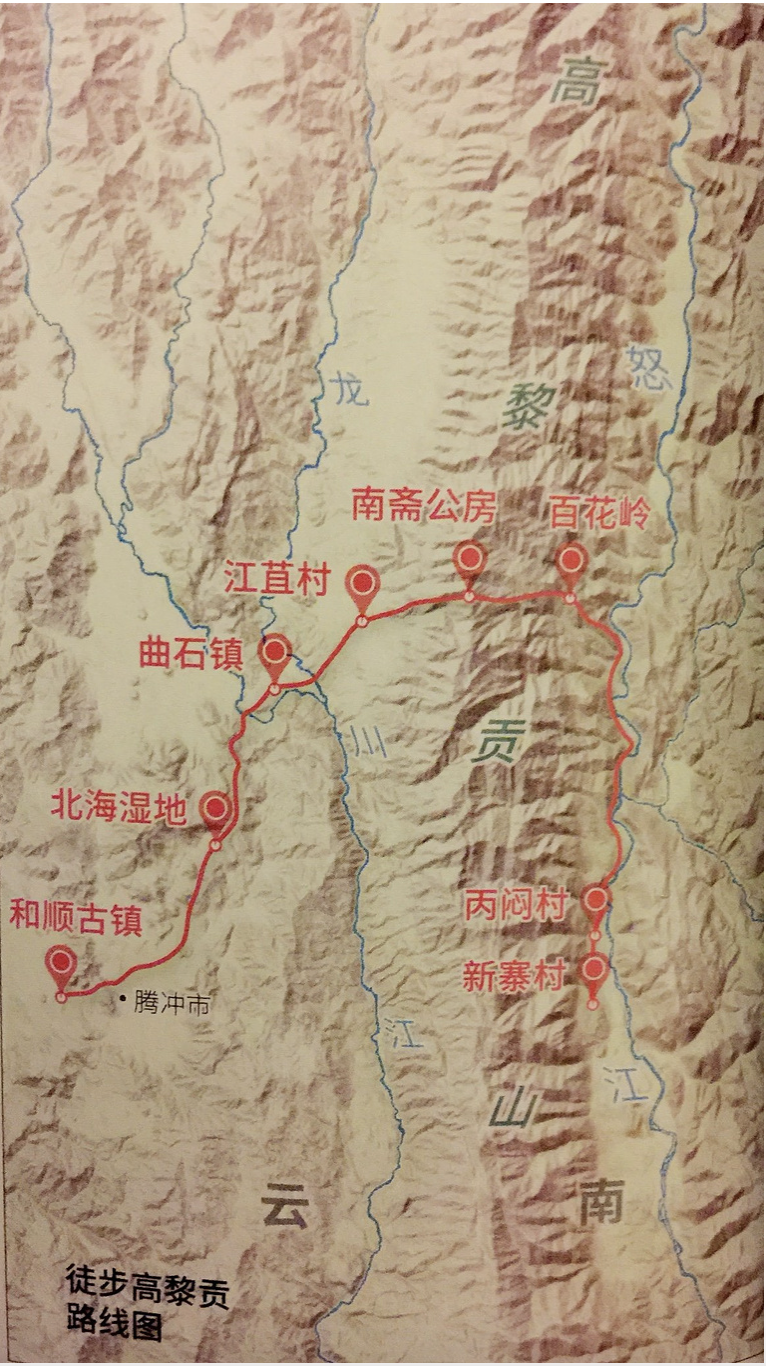 高
怒
龙
黎
南斋公房
百花岭
江苴村
曲石镇
贡
川
北海湿地
丙闷村
和顺古镇
新寨村
腾冲市
江
江
山
云
南
徒步高黎贡
路线图